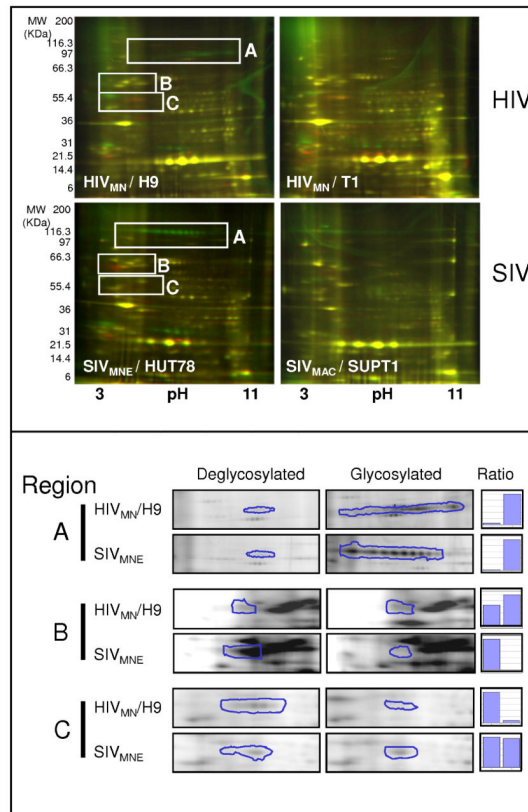 MW
(KDa)
200
116.3
97
66.3
55.4
36
21.5
14.4
6
A
B
C
HIVMN / H9
HIVMN / T1
HIV
MW
(KDa)
200
116.3
97
66.3
55.4
36
31
21.5
14.4
6
A
B
C
SIVMNE / HUT78
SIVMAC / SUPT1
SIV
3 pH 11 3 pH 11
Deglycosylated Glycosylated Ratio
Region
A
HIVMN/H9
SIVMNE
B
HIVMN/H9
SIVMNE
C
HIVMN/H9
SIVMNE